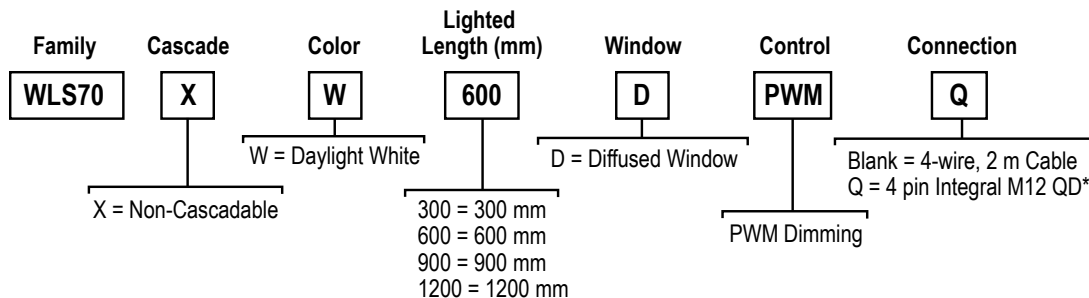 Family Cascade Color Lighted Length (mm) Window Control Connection
WLS70 X W 600 D PWM Q
W = Daylight White
D = Diffused Window
Blank = 4-wire, 2 m Cable
Q = 4 pin Integral M12 QD*
X = Non-Cascadable
300 = 300 mm
600 = 600 mm
900 = 900 mm
1200 = 1200 mm
PWM Dimming